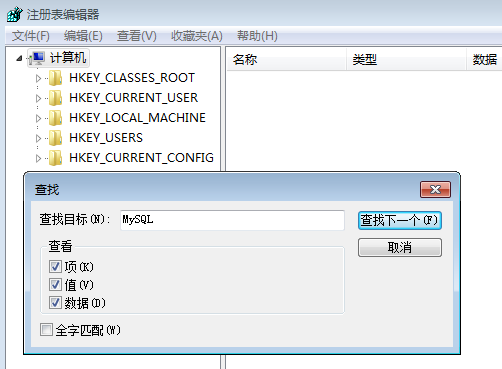 注册表编辑器
文件(F) 编辑(E) 查看(V) 收藏夹(A) 帮助(H)
计算机
HKEY_CLASSES_ROOT
HKEY_CURRENT_USER
HKEY_LOCAL_MACHINE
HKEY_USERS
HKEY_CURRENT_CONFIG
名称 类型 数据
查找
查找目标(N): MySQL 查找下一个(F)
取消
查看
项(K)
值(V)
数据(D)
全字匹配(W)